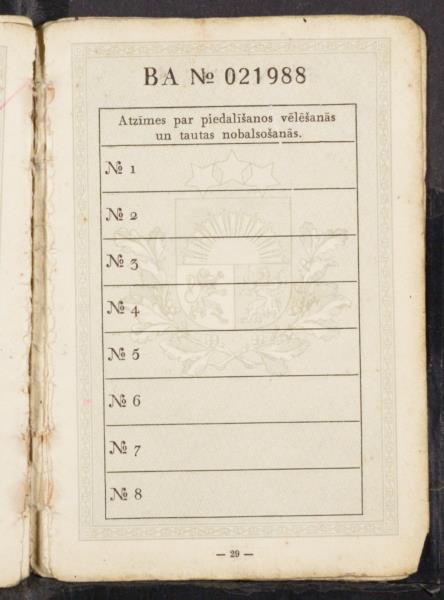 BA № 021988
Atzīmes par piedalīšanos vēlēšanās
un tautas nobalsošanās.
№ 1
№ 2
№ 3
№ 4
№ 5
№ 6
№ 7
№ 8
— 29 —